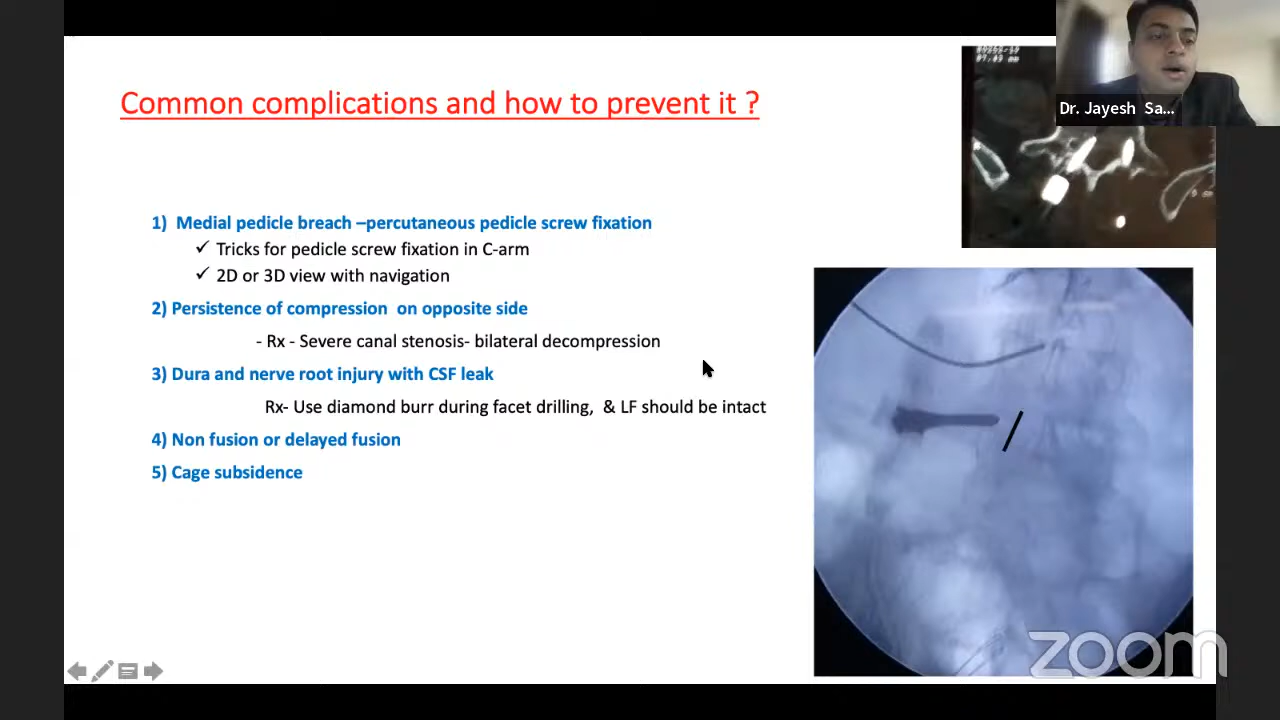 Common complications and how to prevent it ?
Dr. Jayesh Sa...
1) Medial pedicle breach –percutaneous pedicle screw fixation
✓ Tricks for pedicle screw fixation in C-arm
✓ 2D or 3D view with navigation
2) Persistence of compression on opposite side
- Rx - Severe canal stenosis- bilateral decompression
3) Dura and nerve root injury with CSF leak
Rx- Use diamond burr during facet drilling, & LF should be intact
4) Non fusion or delayed fusion
5) Cage subsidence
zoom